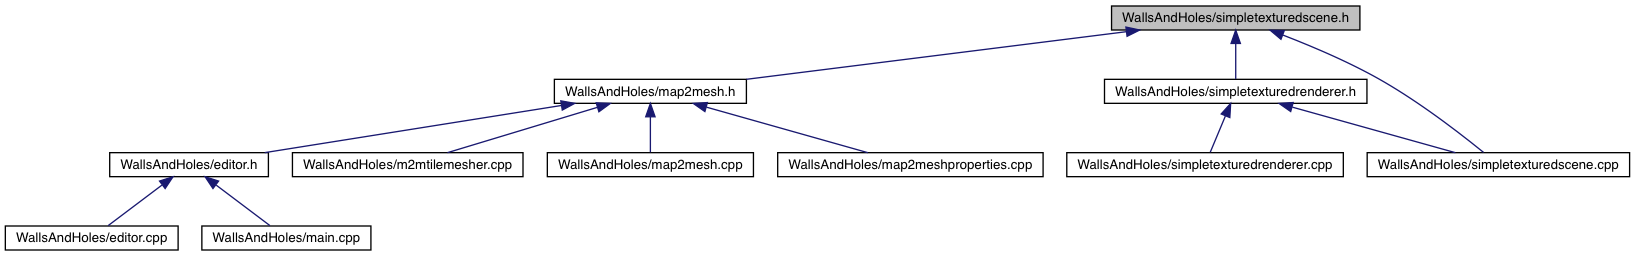 WallsAndHoles/simpletexturedscene.h
WallsAndHoles/map2mesh.h
WallsAndHoles/simpletexturedrenderer.h
WallsAndHoles/editor.h
WallsAndHoles/m2mtilemesher.cpp
WallsAndHoles/map2mesh.cpp
WallsAndHoles/map2meshproperties.cpp
WallsAndHoles/simpletexturedrenderer.cpp
WallsAndHoles/simpletexturedscene.cpp
WallsAndHoles/editor.cpp
WallsAndHoles/main.cpp